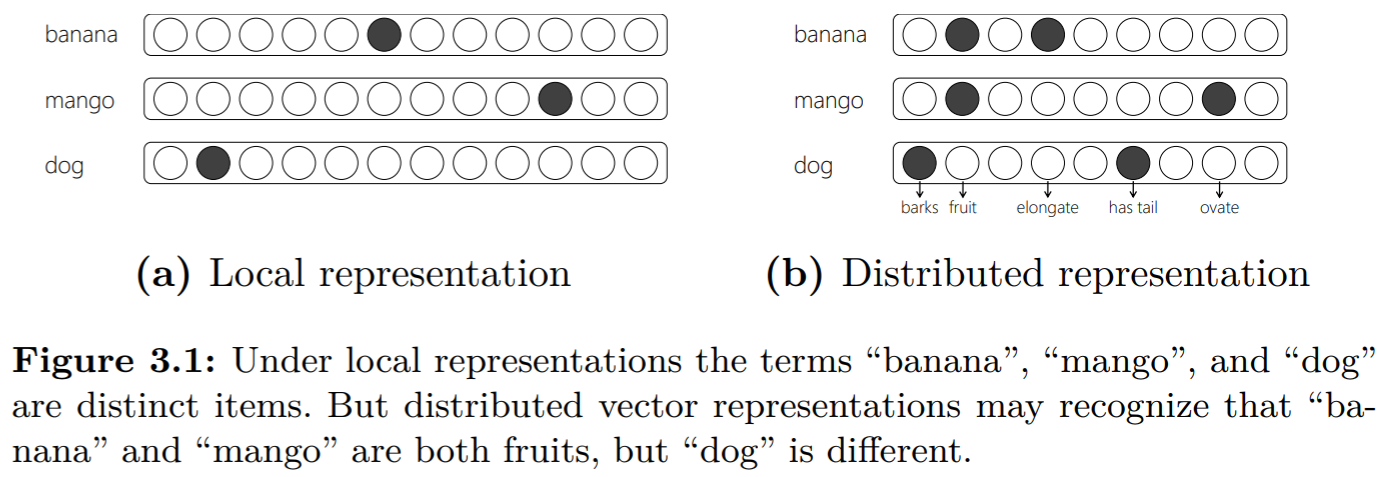 banana
mango
dog
banana
mango
dog
barks fruit elongate has tail ovate
(a) Local representation
(b) Distributed representation
Figure 3.1: Under local representations the terms “banana”, “mango”, and “dog”
are distinct items. But distributed vector representations may recognize that “ba-
nana” and “mango” are both fruits, but “dog” is different.